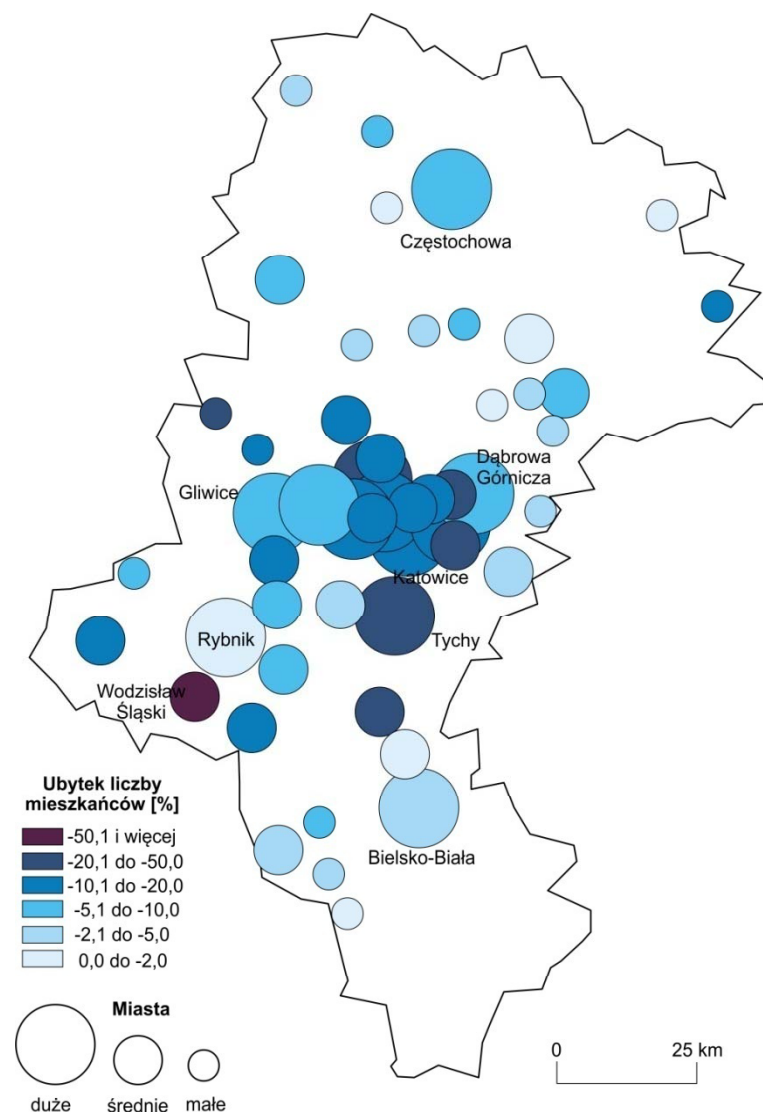 Częstochowa
Dąbrowa
Górnicza
Gliwice
Katowice
Rybnik
Tychy
Wodzisław
Śląski
Bielsko-Biała
Ubytek liczby
mieszkańców [%]
-50,1 i więcej
-20,1 do -50,0
-10,1 do -20,0
-5,1 do -10,0
-2,1 do -5,0
0,0 do -2,0
Miasta
duże średnie małe
0 25 km